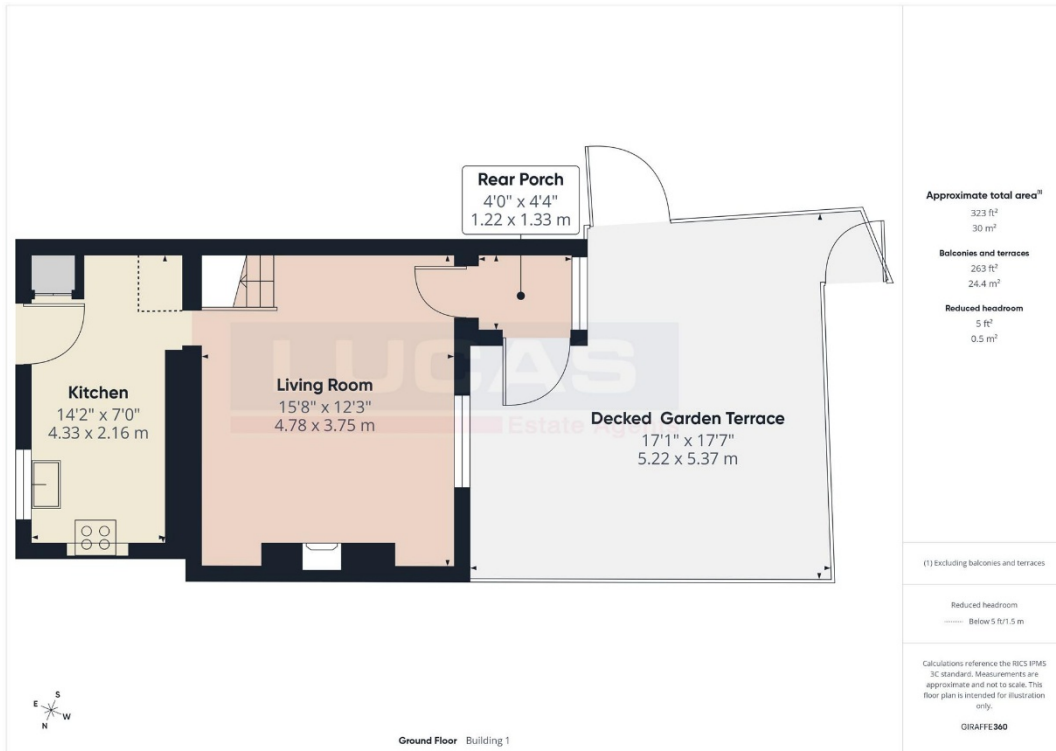 Rear Porch
4'0" x 4'4"
1.22 x 1.33 m
Kitchen
14'2" x 7'0"
4.33 x 2.16 m
LUCAS
Estate Agents
Living Room
15'8" x 12'3"
4.78 x 3.75 m
Decked Garden Terrace
17'1" x 17'7"
5.22 x 5.37 m
S
E
W
N
Ground Floor Building 1
Approximate total area(1)
323 ft²
30 m²
Balconies and terraces
263 ft²
24.4 m²
Reduced headroom
5 ft²
0.5 m²
(1) Excluding balconies and terraces
Reduced headroom
Below 5 ft/1.5 m
Calculations reference the RICS IPMS
3C standard. Measurements are
approximate and not to scale. This
floor plan is intended for illustration
only.
GIRAFFE360